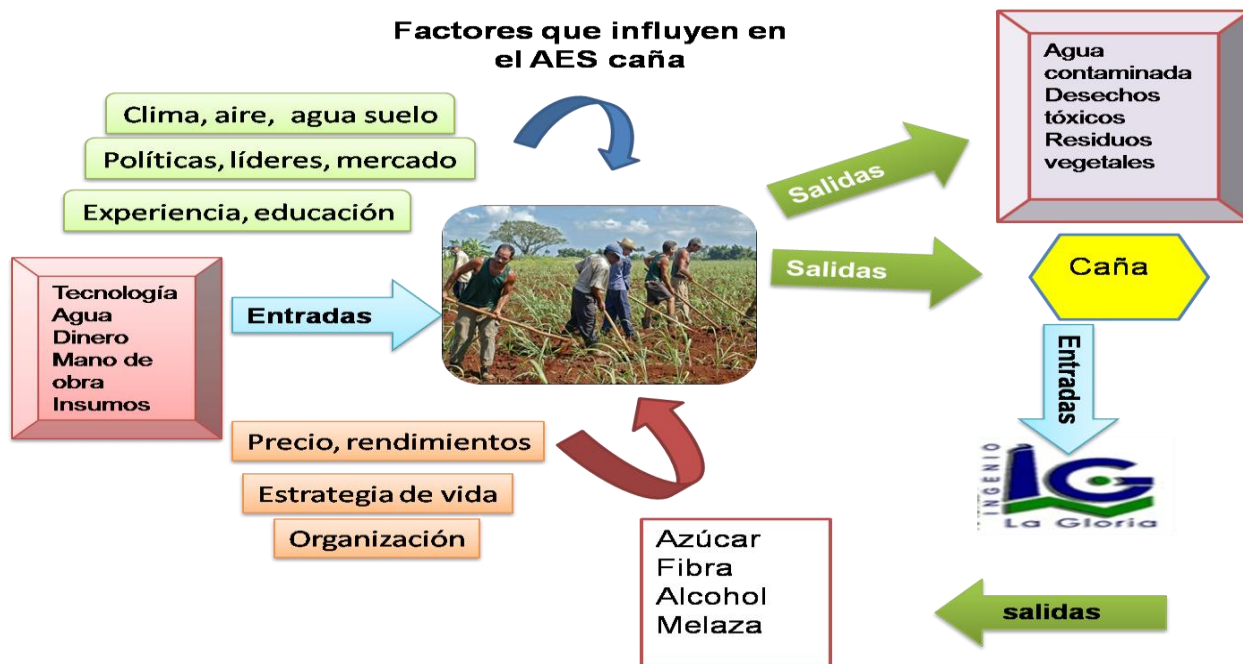 Factores que influyen en
el AES caña
Clima, aire, agua suelo
Políticas, líderes, mercado
Experiencia, educación
Tecnología
Agua
Dinero
Mano de
obra
Insumos
Entradas
Precio, rendimientos
Estrategia de vida
Organización
Salidas
Salidas
Agua
contaminada
Desechos
tóxicos
Residuos
vegetales
Caña
Entradas
INGENIO
LG
La Gloria
salidas
Azúcar
Fibra
Alcohol
Melaza